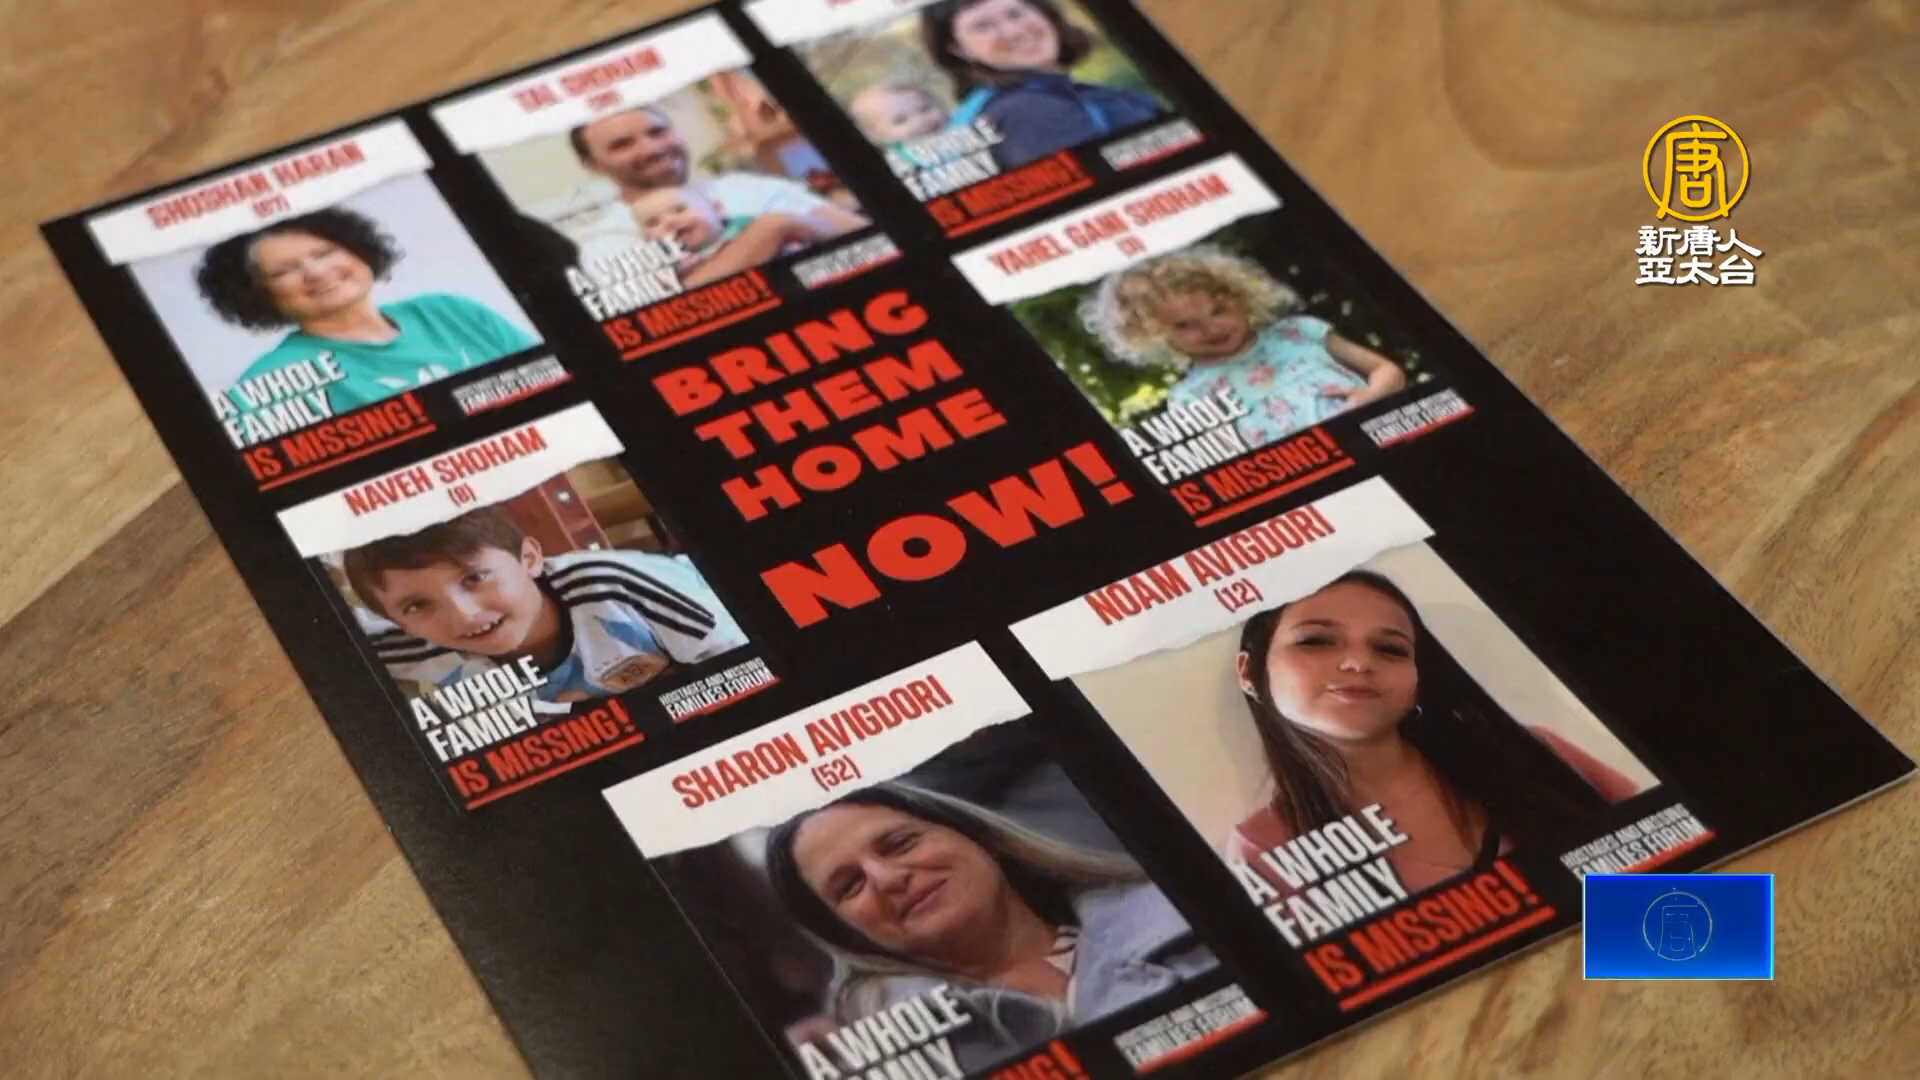 SHOSHAN HARAN
(67)
A WHOLE
FAMILY
IS MISSING!
HOSTAGES AND MISSING
FAMILIES FORUM
TAL SHOHAM
A WHOLE
FAMILY
IS MISSING!
A WHOLE
FAMILY
IS MISSING!
YAHEL GANI SHOHAM
(3)
A WHOLE
FAMILY
IS MISSING!
HOSTAGES AND MISSING
FAMILIES FORUM
BRING
THEM
HOME
NOW!
NAVEH SHOHAM
(8)
A WHOLE
FAMILY
IS MISSING!
HOSTAGES AND MISSING
FAMILIES FORUM
NOAM AVIGDORI
(12)
A WHOLE
FAMILY
IS MISSING!
HOSTAGES AND MISSING
FAMILIES FORUM
SHARON AVIGDORI
(52)
A WHOLE
FAMILY
HOSTAGES AND MISSING
FAMILIES FORUM
唐
新唐人
亞太台